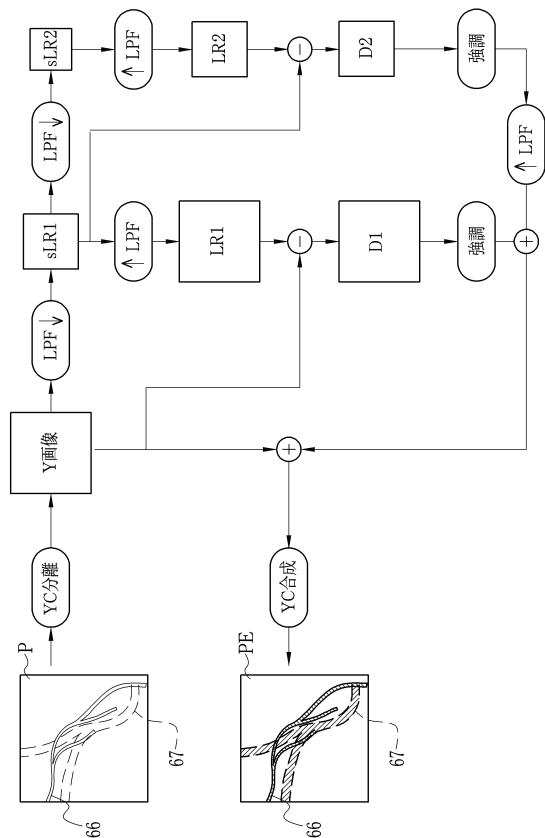 P
YC分離
Y画像
LPF↓
sLR1
LPF↓
sLR2
66
67
↑LPF
↑LPF
LR1
LR2
PE
YC合成
+
−
−
66
67
D1
D2
強調
強調
+
↑LPF